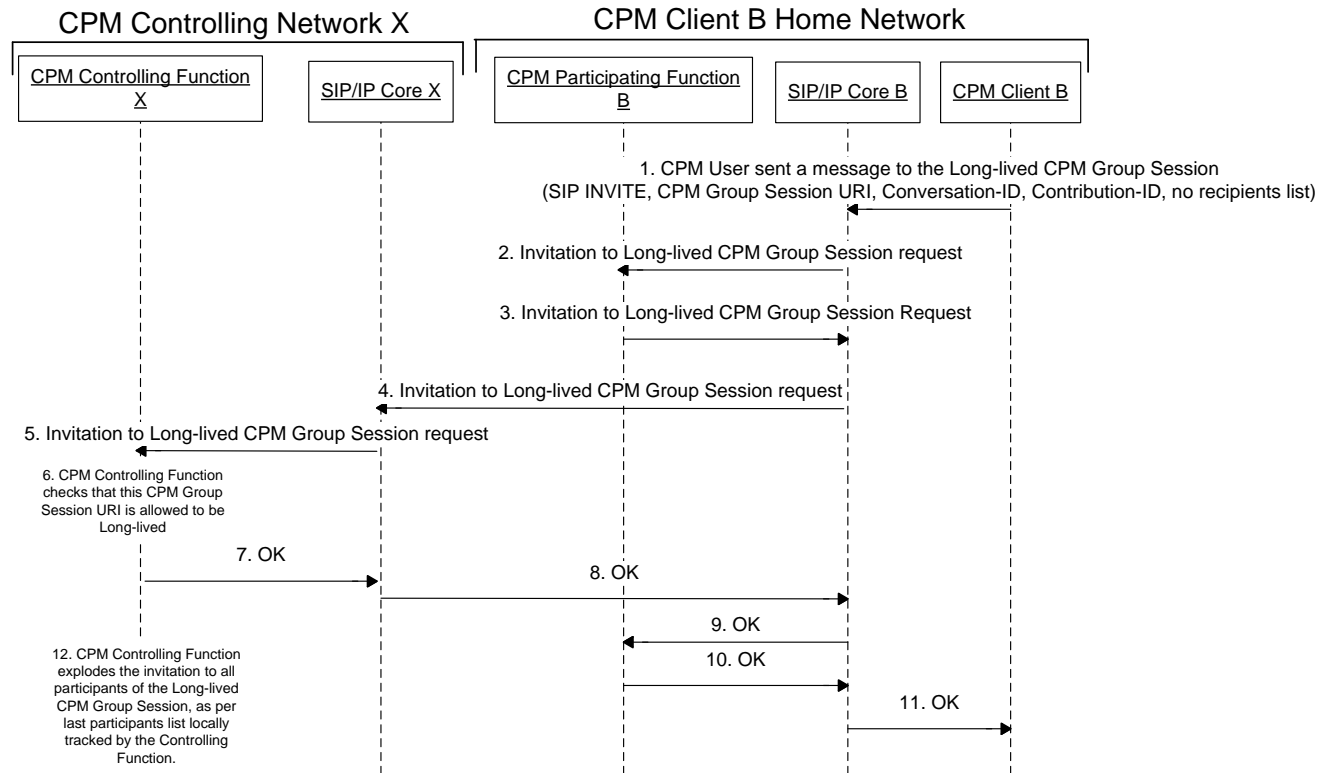 CPM Controlling Network X
CPM Client B Home Network
CPM Controlling Function
X
SIP/IP Core X
CPM Participating Function
B
SIP/IP Core B
CPM Client B
1. CPM User sent a message to the Long-lived CPM Group Session
(SIP INVITE, CPM Group Session URI, Conversation-ID, Contribution-ID, no recipients list)
2. Invitation to Long-lived CPM Group Session request
3. Invitation to Long-lived CPM Group Session Request
4. Invitation to Long-lived CPM Group Session request
5. Invitation to Long-lived CPM Group Session request
6. CPM Controlling Function
checks that this CPM Group
Session URI is allowed to be
Long-lived
7. OK
8. OK
9. OK
10. OK
11. OK
12. CPM Controlling Function
explodes the invitation to all
participants of the Long-lived
CPM Group Session, as per
last participants list locally
tracked by the Controlling
Function.